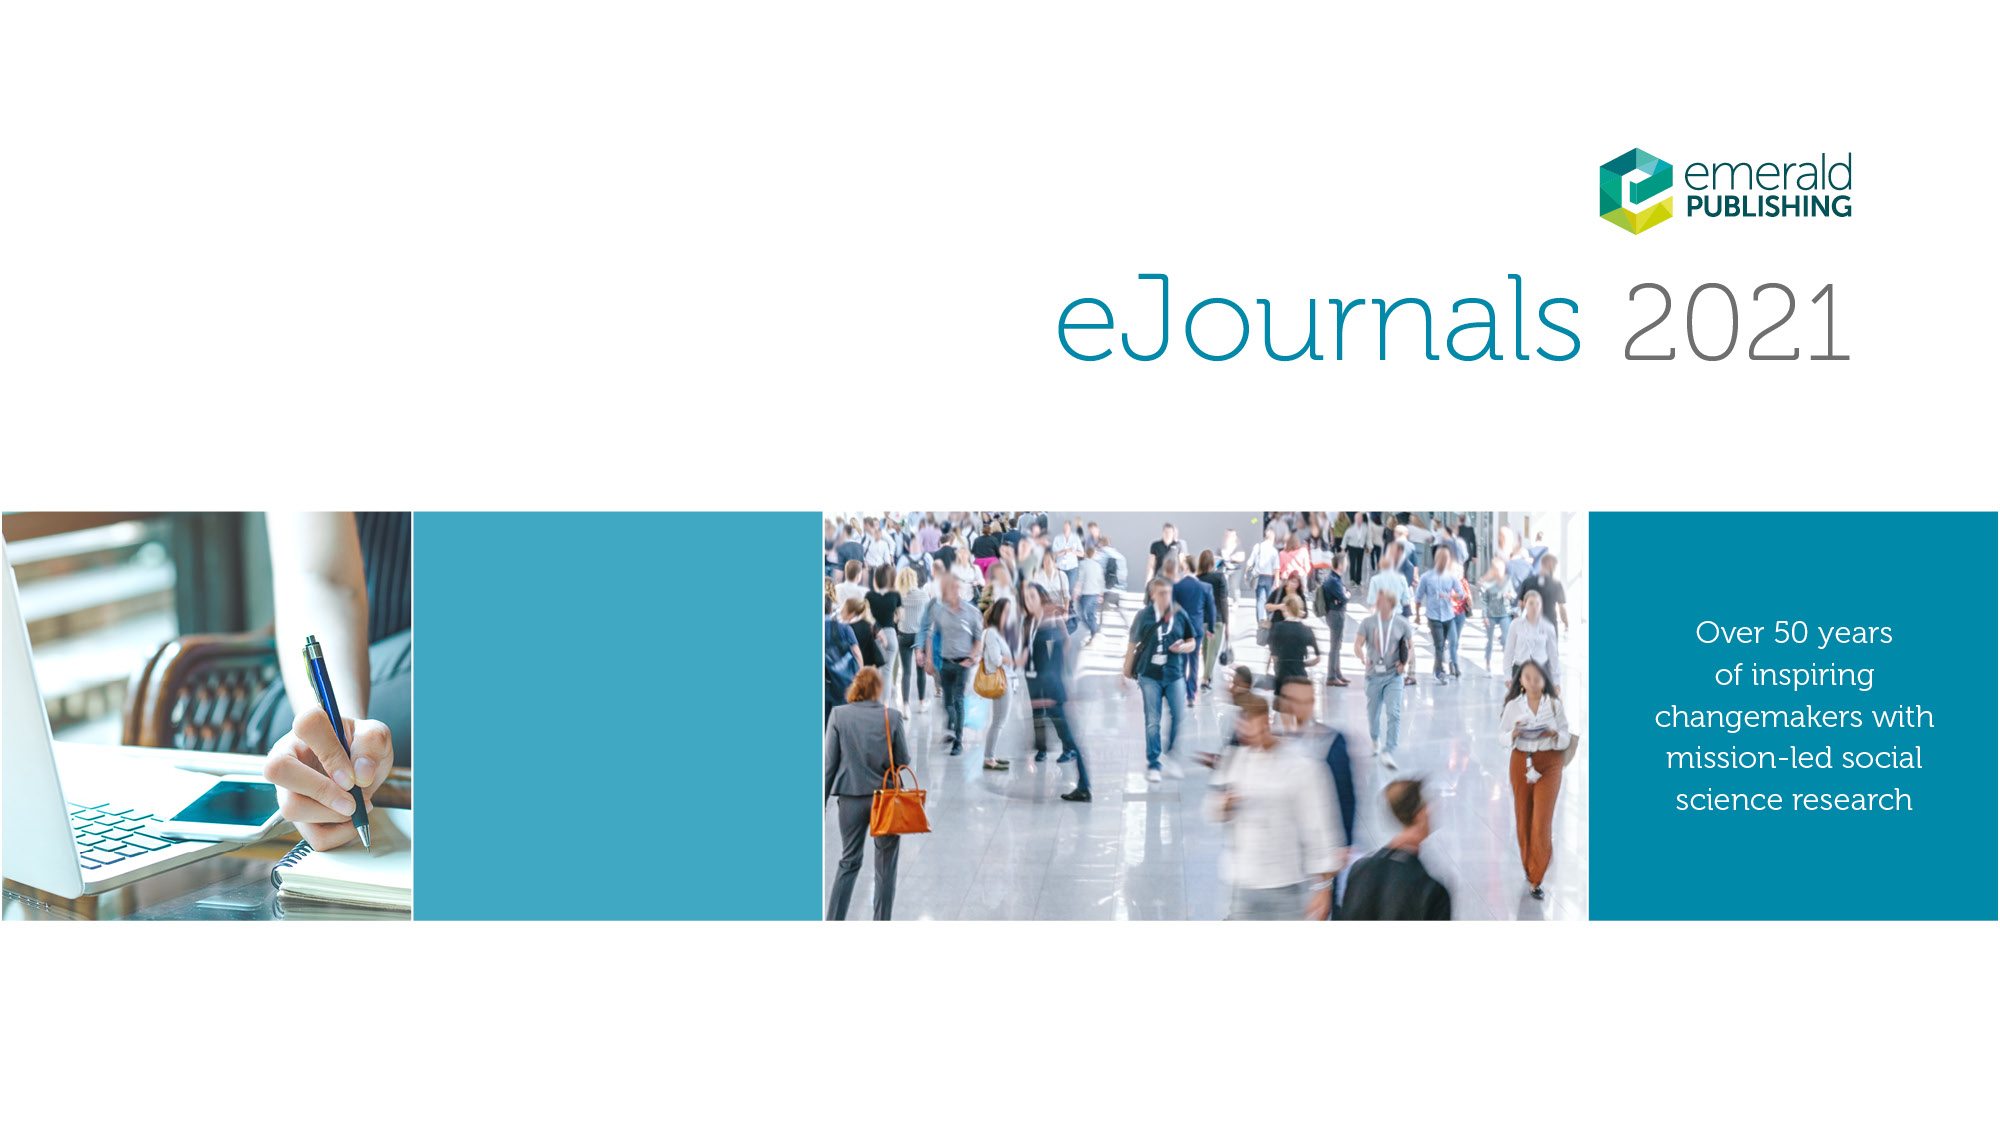 emerald
PUBLISHING
eJournals 2021
Over 50 years
of inspiring
changemakers with
mission-led social
science research